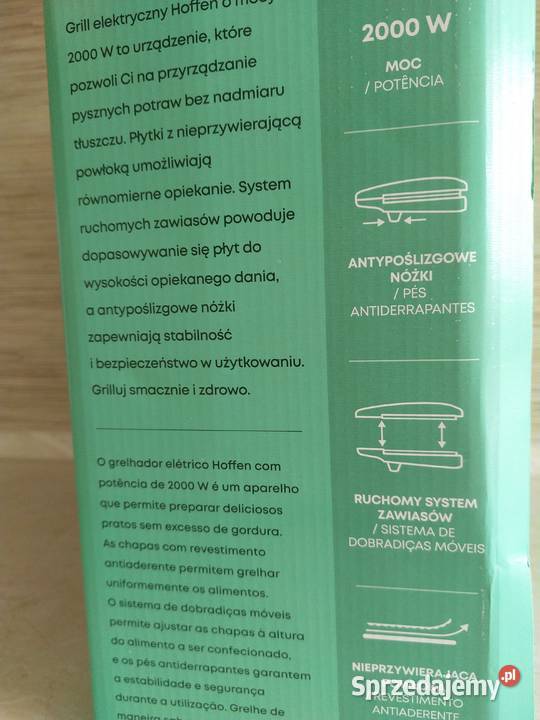 Grill elektryczny Hoffen o mocy
2000 W to urządzenie, które
pozwoli Ci na przyrządzanie
pysznych potraw bez nadmiaru
tłuszczu. Płytki z nieprzywierającą
powłoką umożliwiają
równomierne opiekanie. System
ruchomych zawiasów powoduje
dopasowywanie się płyt do
wysokości opiekanego dania,
a antypoślizgowe nóżki
zapewniają stabilność
i bezpieczeństwo w użytkowaniu.
Grilluj smacznie i zdrowo.
O grelhador elétrico Hoffen com
potência de 2000 W é um aparelho
que permite preparar deliciosos
pratos sem excesso de gordura.
As chapas com revestimento
antiaderente permitem grelhar
uniformemente os alimentos.
O sistema de dobradiças móveis
permite ajustar as chapas à altura
do alimento a ser confecionado,
e os pés antiderrapantes garantem
a estabilidade e segurança
durante a utilização. Grelhe de
maneira
2000 W
MOC
/ POTÊNCIA
ANTYPOŚLIZGOWE
NÓŻKI
/ PÉS
ANTIDERRAPANTES
RUCHOMY SYSTEM
ZAWIASÓW
/ SISTEMA DE
DOBRADIÇAS MÓVEIS
NIEPRZYWIERAJĄCA
/ REVESTIMENTO
ANTIADERENTE
Sprzedajemy.pl